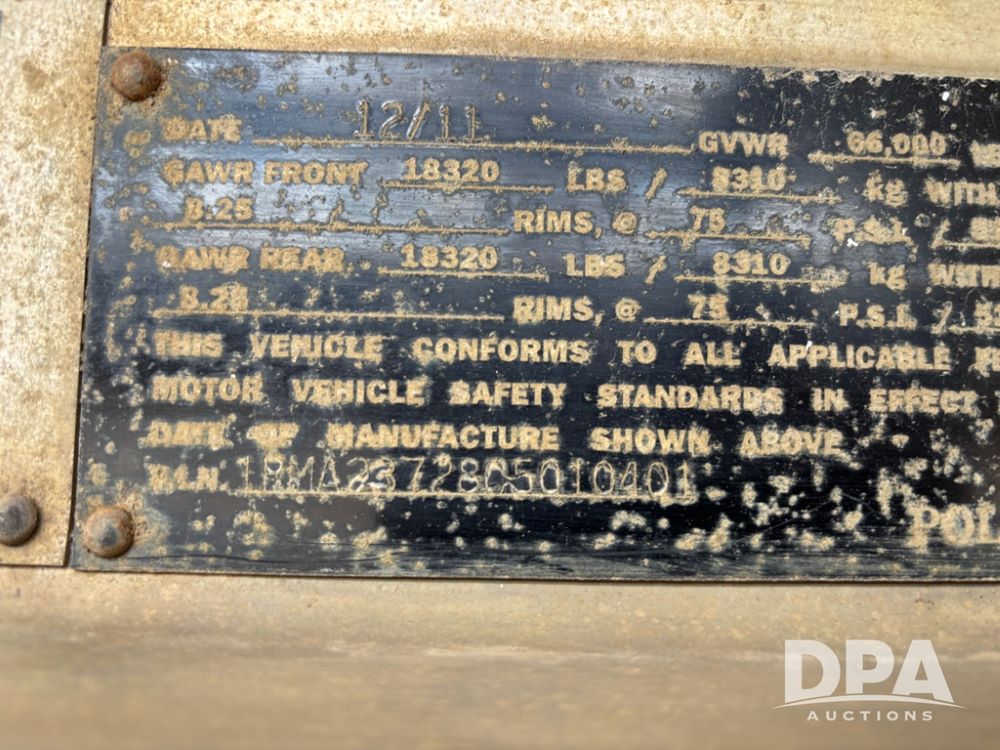 DATE 12/11 GVWR 66,000
GAWR FRONT 18320 LBS / 8310 kg WITH
8.25 RIMS, @ 75 P.S.I. /
GAWR REAR 18320 LBS / 8310 kg WITH
8.25 RIMS, @ 75 P.S.I. /
THIS VEHICLE CONFORMS TO ALL APPLICABLE
MOTOR VEHICLE SAFETY STANDARDS IN EFFECT
DATE OF MANUFACTURE SHOWN ABOVE
POL
DPA
AUCTIONS